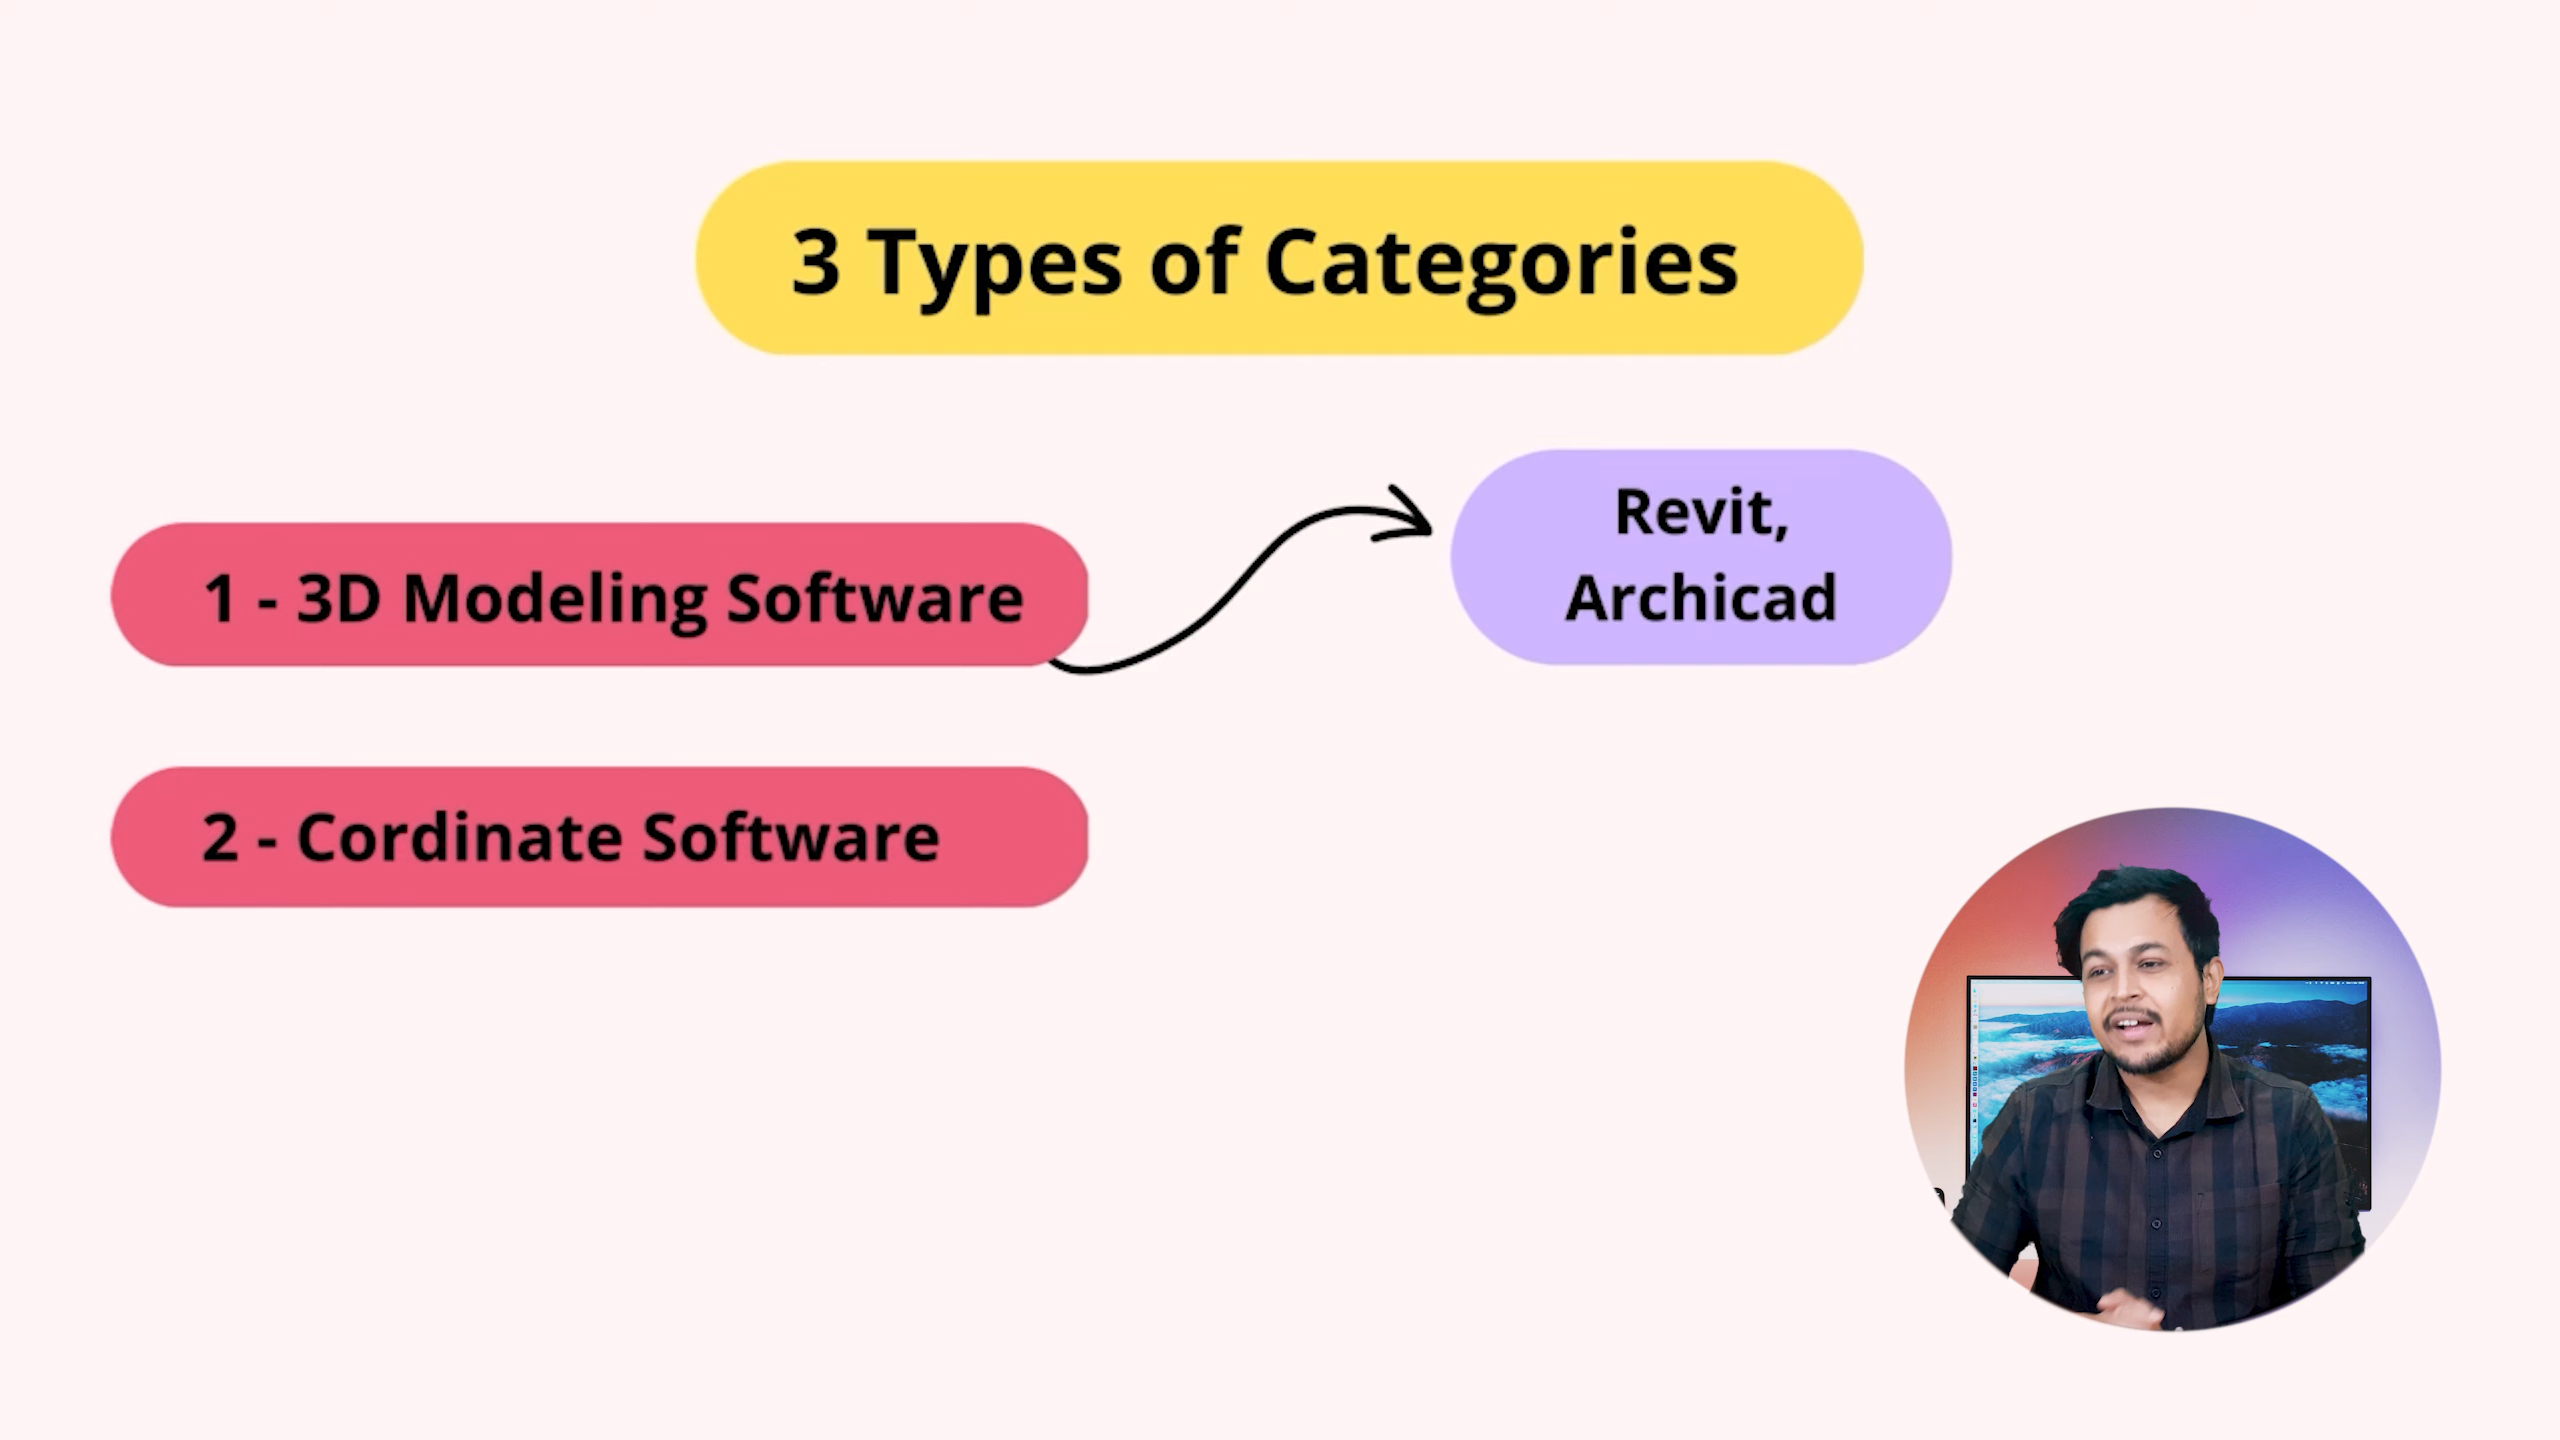 3 Types of Categories
1 - 3D Modeling Software
Revit,
Archicad
2 - Cordinate Software